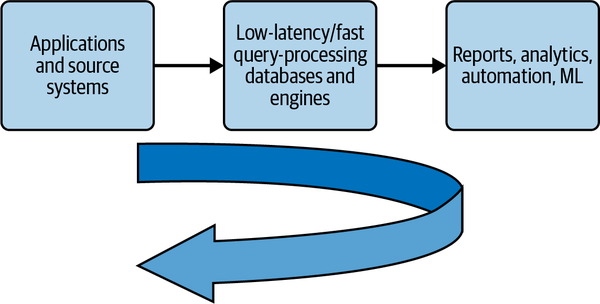 Applications
and source
systems
Low-latency/fast
query-processing
databases and
engines
Reports, analytics,
automation, ML